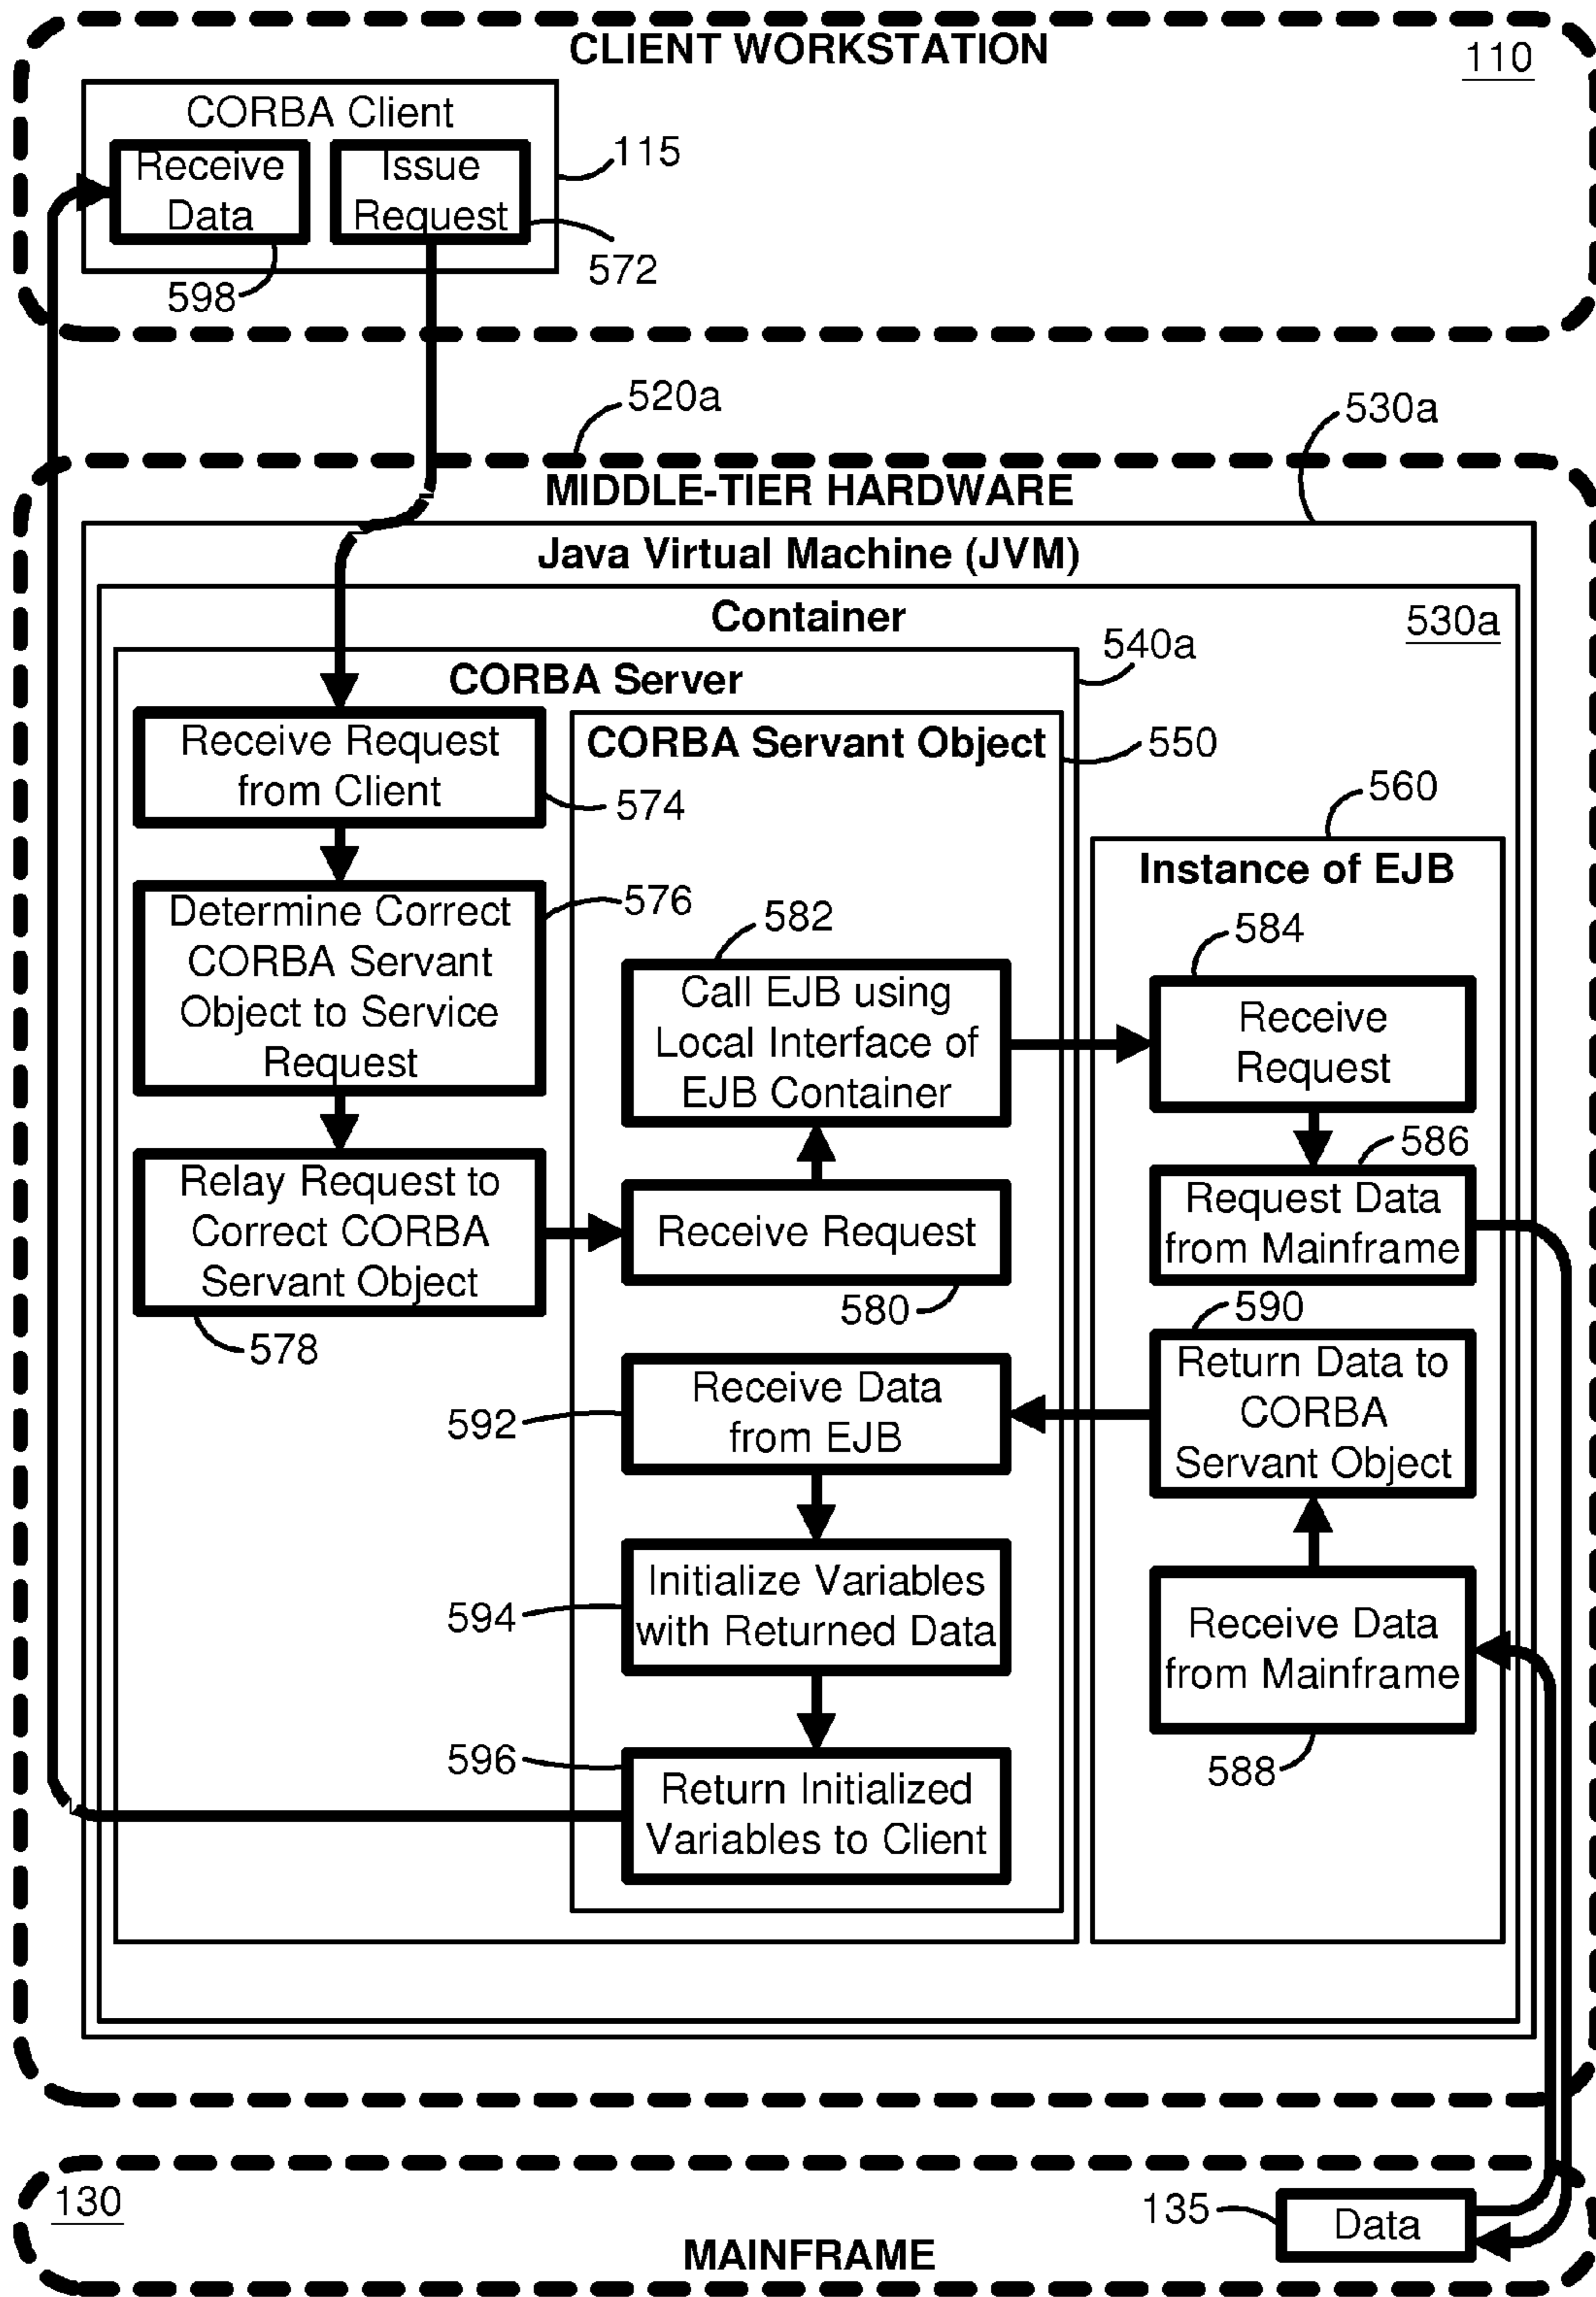 CLIENT WORKSTATION
110
CORBA Client
Receive
Data
Issue
Request
115
572
598
520a
530a
MIDDLE-TIER HARDWARE
Java Virtual Machine (JVM)
Container
530a
540a
CORBA Server
Receive Request
from Client
574
CORBA Servant Object
550
560
Determine Correct
CORBA Servant
Object to Service
Request
576
Instance of EJB
582
584
Call EJB using
Local Interface of
EJB Container
Receive
Request
586
Relay Request to
Correct CORBA
Servant Object
578
Receive Request
580
Request Data
from Mainframe
590
Return Data to
CORBA
Servant Object
592
Receive Data
from EJB
594
Initialize Variables
with Returned Data
Receive Data
from Mainframe
588
596
Return Initialized
Variables to Client
130
135
Data
MAINFRAME